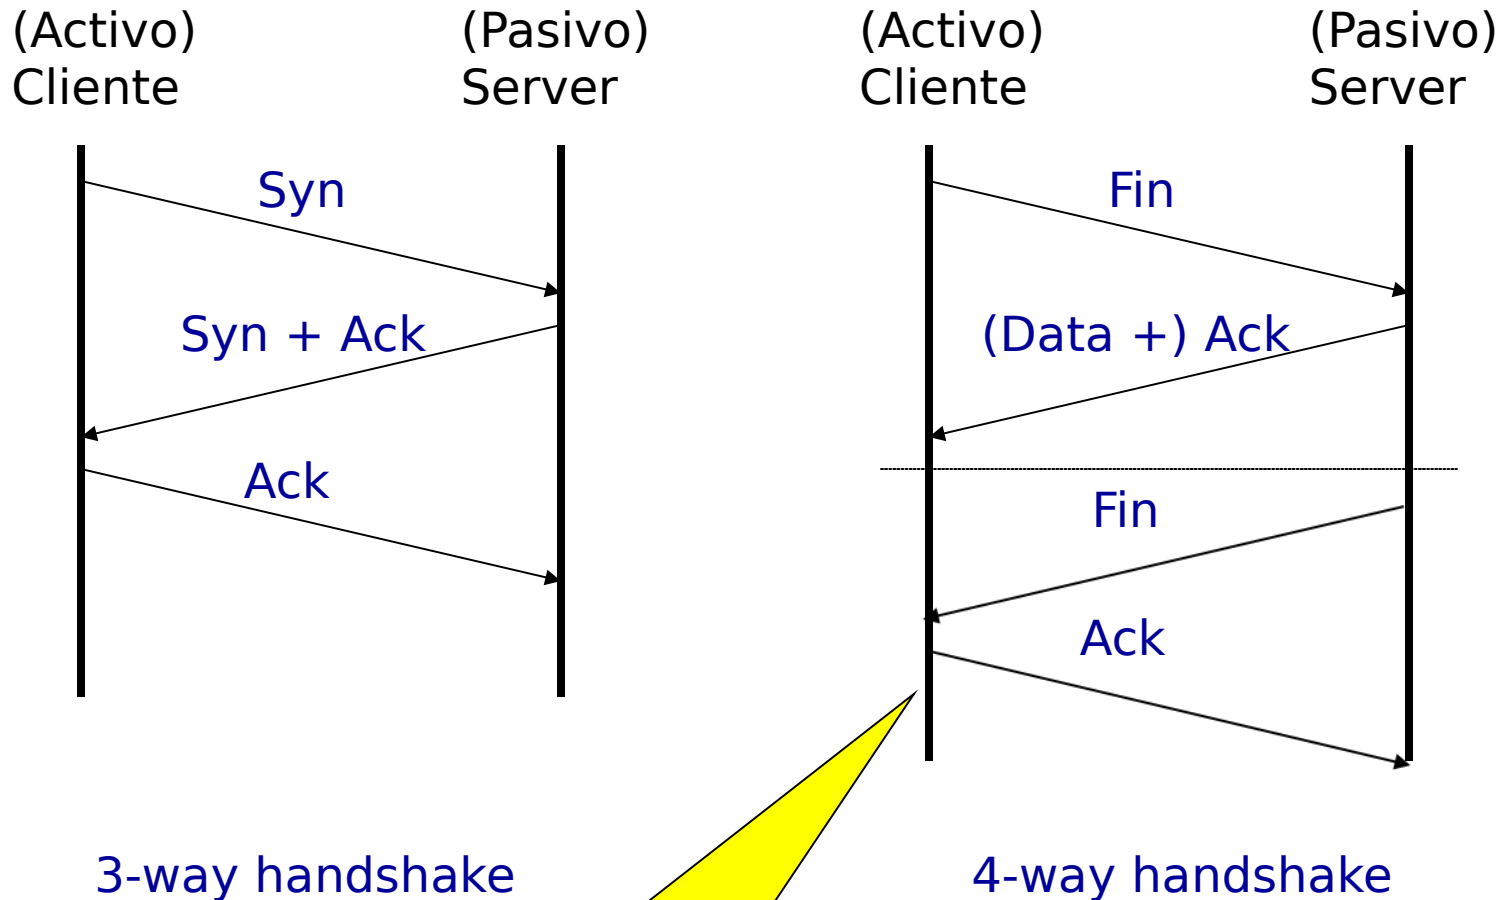 (Activo)
Cliente
(Pasivo)
Server
Syn
Syn + Ack
Ack
3-way handshake
(Activo)
Cliente
(Pasivo)
Server
Fin
(Data +) Ack
Fin
Ack
4-way handshake